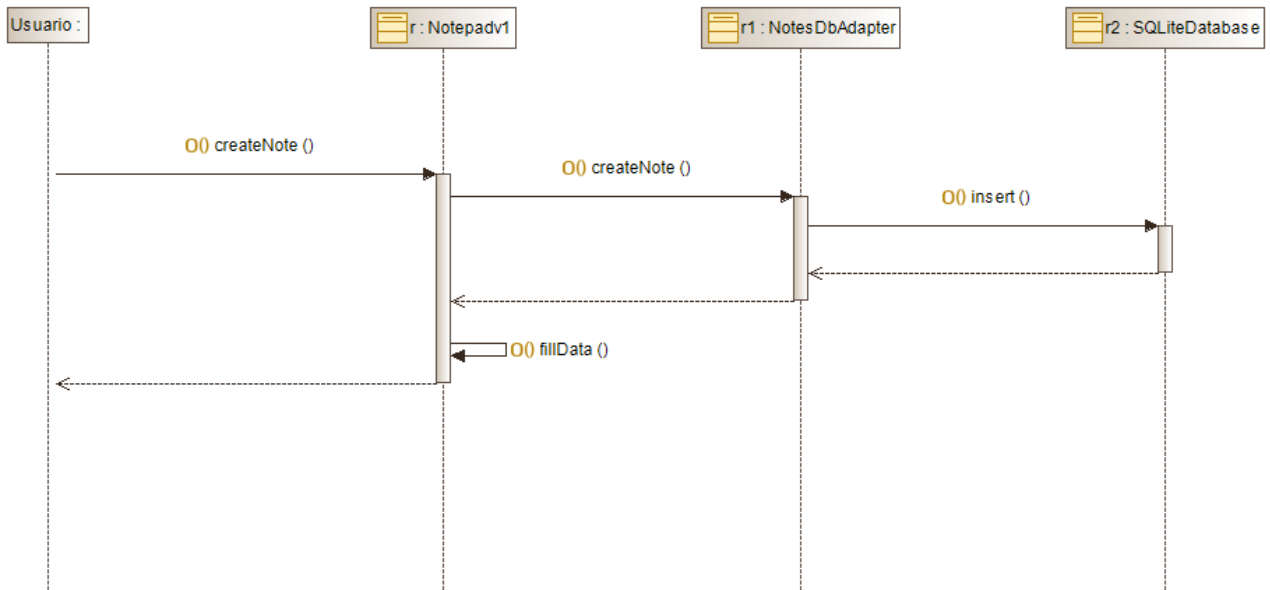 Usuario :
r : Notepadv1
r1 : NotesDbAdapter
r2 : SQLiteDatabase
O() createNote ()
O() createNote ()
O() insert ()
O() fillData ()